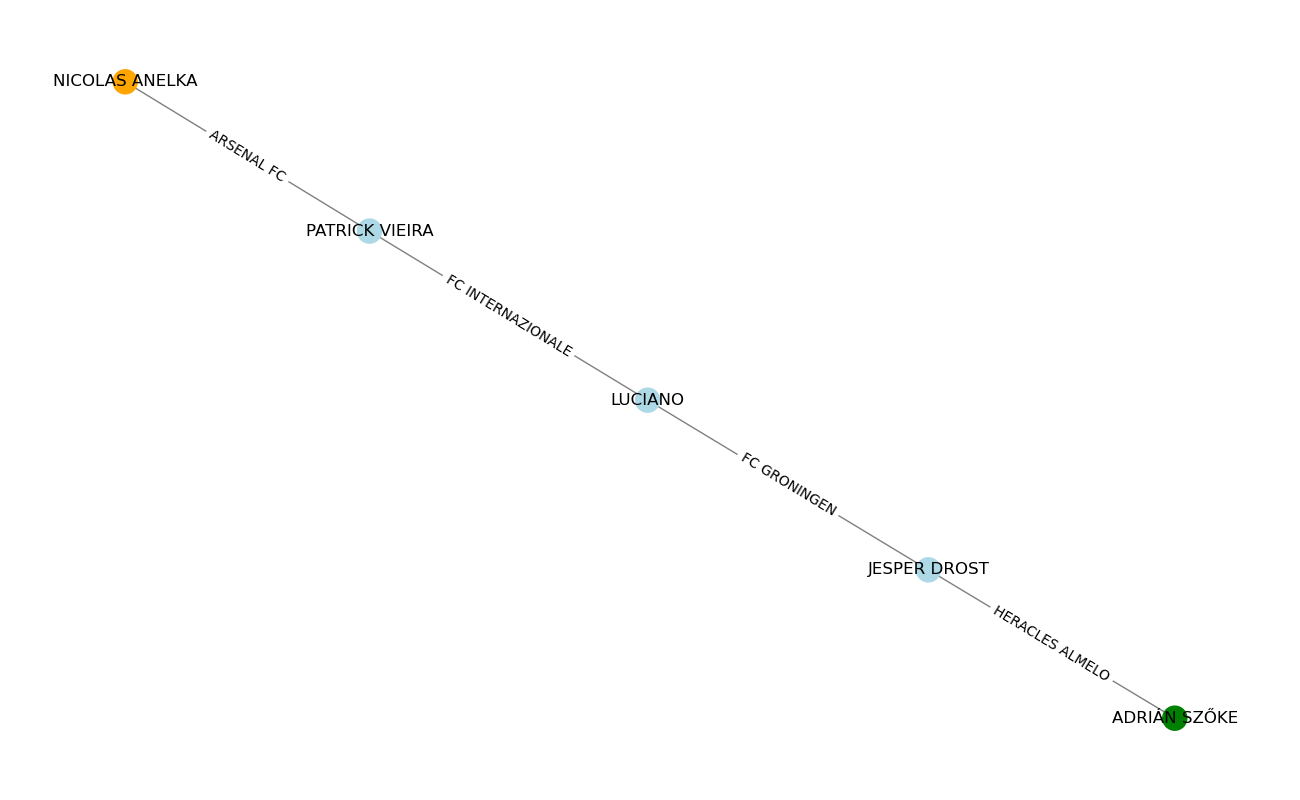 NICOLAS ANELKA
ARSENAL FC
PATRICK VIEIRA
FC INTERNAZIONALE
LUCIANO
FC GRONINGEN
JESPER DROST
HERACLES ALMELO
ADRIÁN SZŐKE